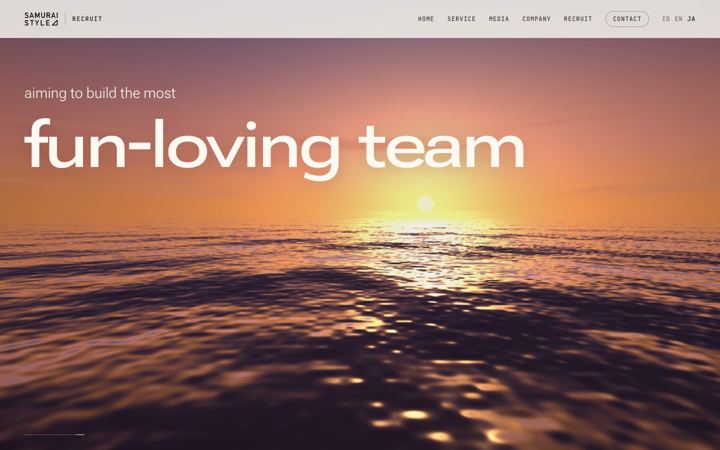 SAMURAI
STYLE
RECRUIT
HOME SERVICE MEDIA COMPANY RECRUIT CONTACT ID EN JA
aiming to build the most
fun-loving team